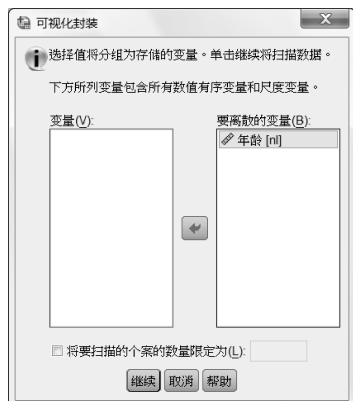 可视化封装
选择值将分组为存储的变量。单击继续将扫描数据。
下方所列变量包含所有数值有序变量和尺度变量。
变量(V):
要离散的变量(B):
年龄 [nl]
将要扫描的个案的数量限定为(L):
继续 取消 帮助